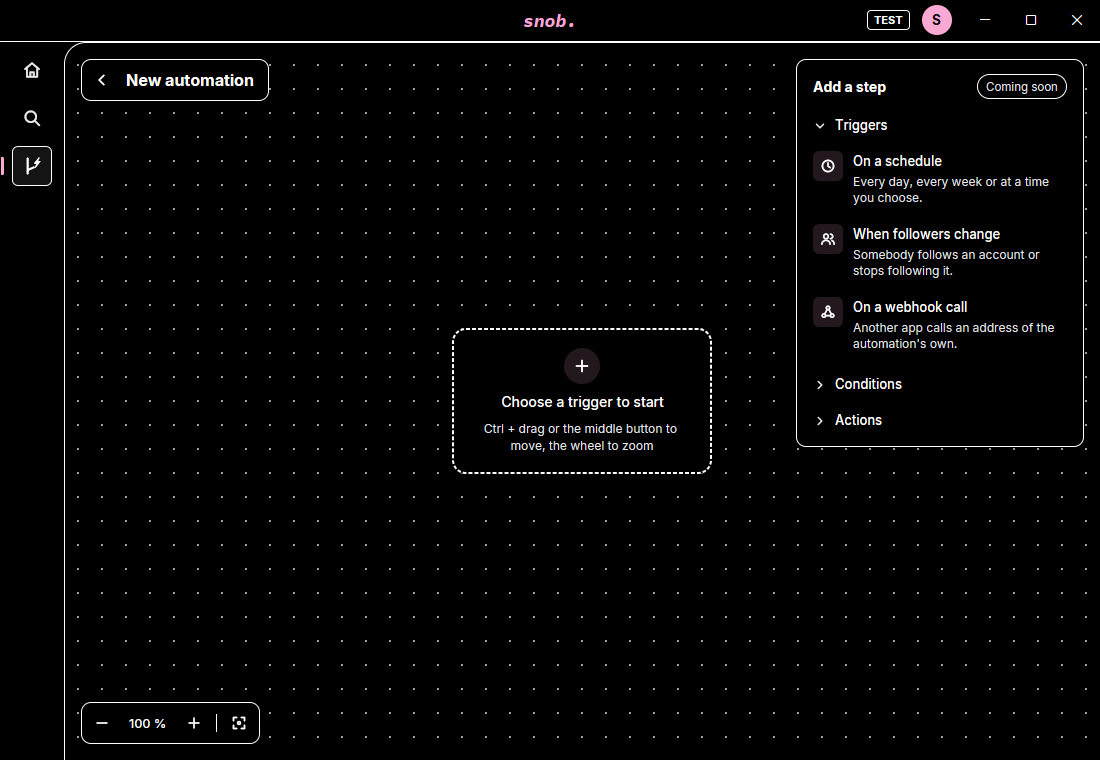 snob.
TEST
S
New automation
Add a step
Coming soon
Triggers
On a schedule
Every day, every week or at a time
you choose.
When followers change
Somebody follows an account or
stops following it.
On a webhook call
Another app calls an address of the
automation's own.
Conditions
Actions
Choose a trigger to start
Ctrl + drag or the middle button to
move, the wheel to zoom
100 %